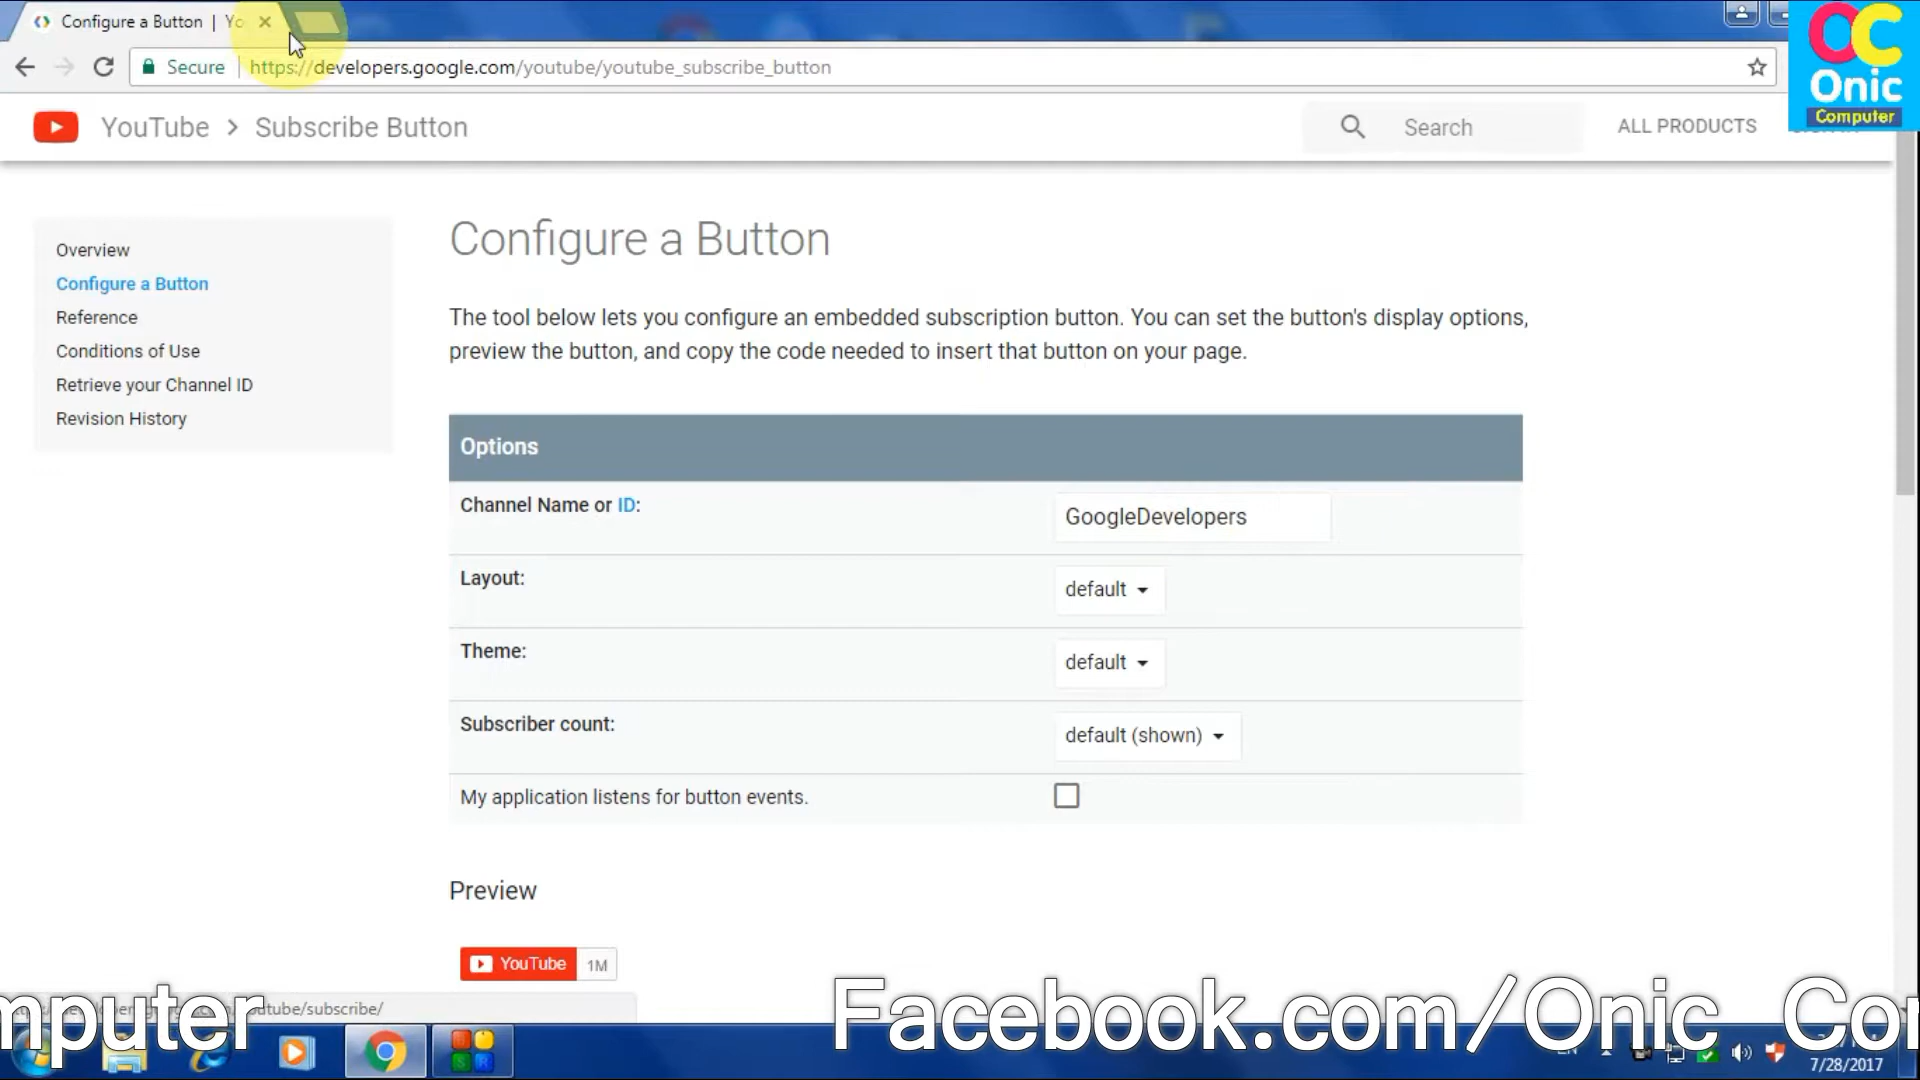 Configure a Button | Yo
Secure
https://developers.google.com/youtube/youtube_subscribe_button
OC
Onic
Computer
YouTube > Subscribe Button
Search
ALL PRODUCTS
Overview
Configure a Button
Reference
Conditions of Use
Retrieve your Channel ID
Revision History
Configure a Button
The tool below lets you configure an embedded subscription button. You can set the button's display options,
preview the button, and copy the code needed to insert that button on your page.
Options
Channel Name or ID:
GoogleDevelopers
Layout:
default
Theme:
default
Subscriber count:
default (shown)
My application listens for button events.
Preview
YouTube
1M
outube/subscribe/
mputer
Facebook.com/Onic_Co
7/28/2017